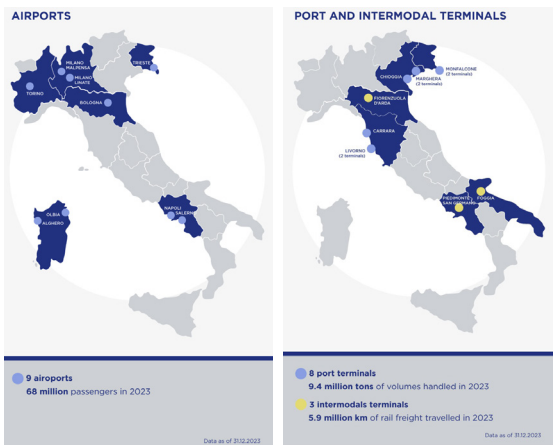 AIRPORTS
MILANO
MALPENSA
MILANO
LINATE
TRIESTE
TORINO
BOLOGNA
OLBIA
ALGHERO
NAPOLI
SALERNO
9 airoports
68 million passengers in 2023
Data as of 31.12.2023
PORT AND INTERMODAL TERMINALS
MONFALCONE
(2 terminals)
CHIOGGIA
MARGHERA
(2 terminals)
FIORENZUOLA
D'ARDA
CARRARA
LIVORNO
(2 terminals)
PIEDIMONTE
SAN GERMANO
FOGGIA
8 port terminals
9.4 million tons of volumes handled in 2023
3 intermodals terminals
5.9 million km of rail freight travelled in 2023
Data as of 31.12.2023